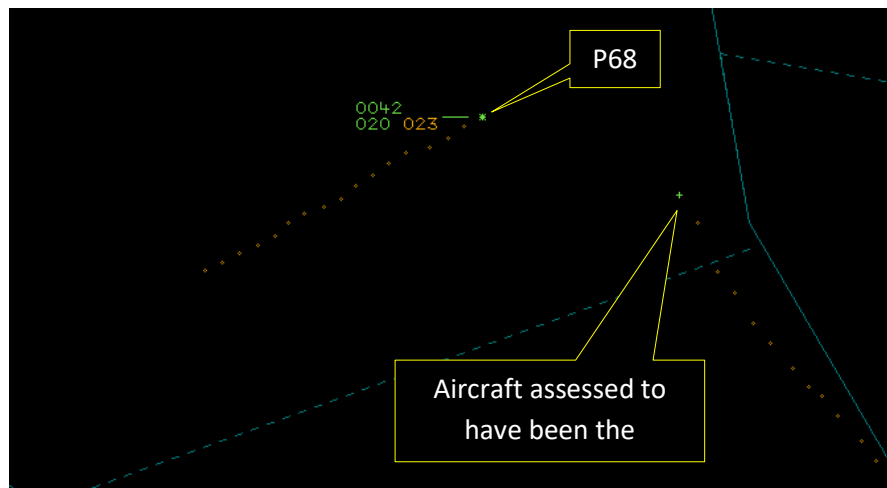 P68
0042
020 023
Aircraft assessed to
have been the